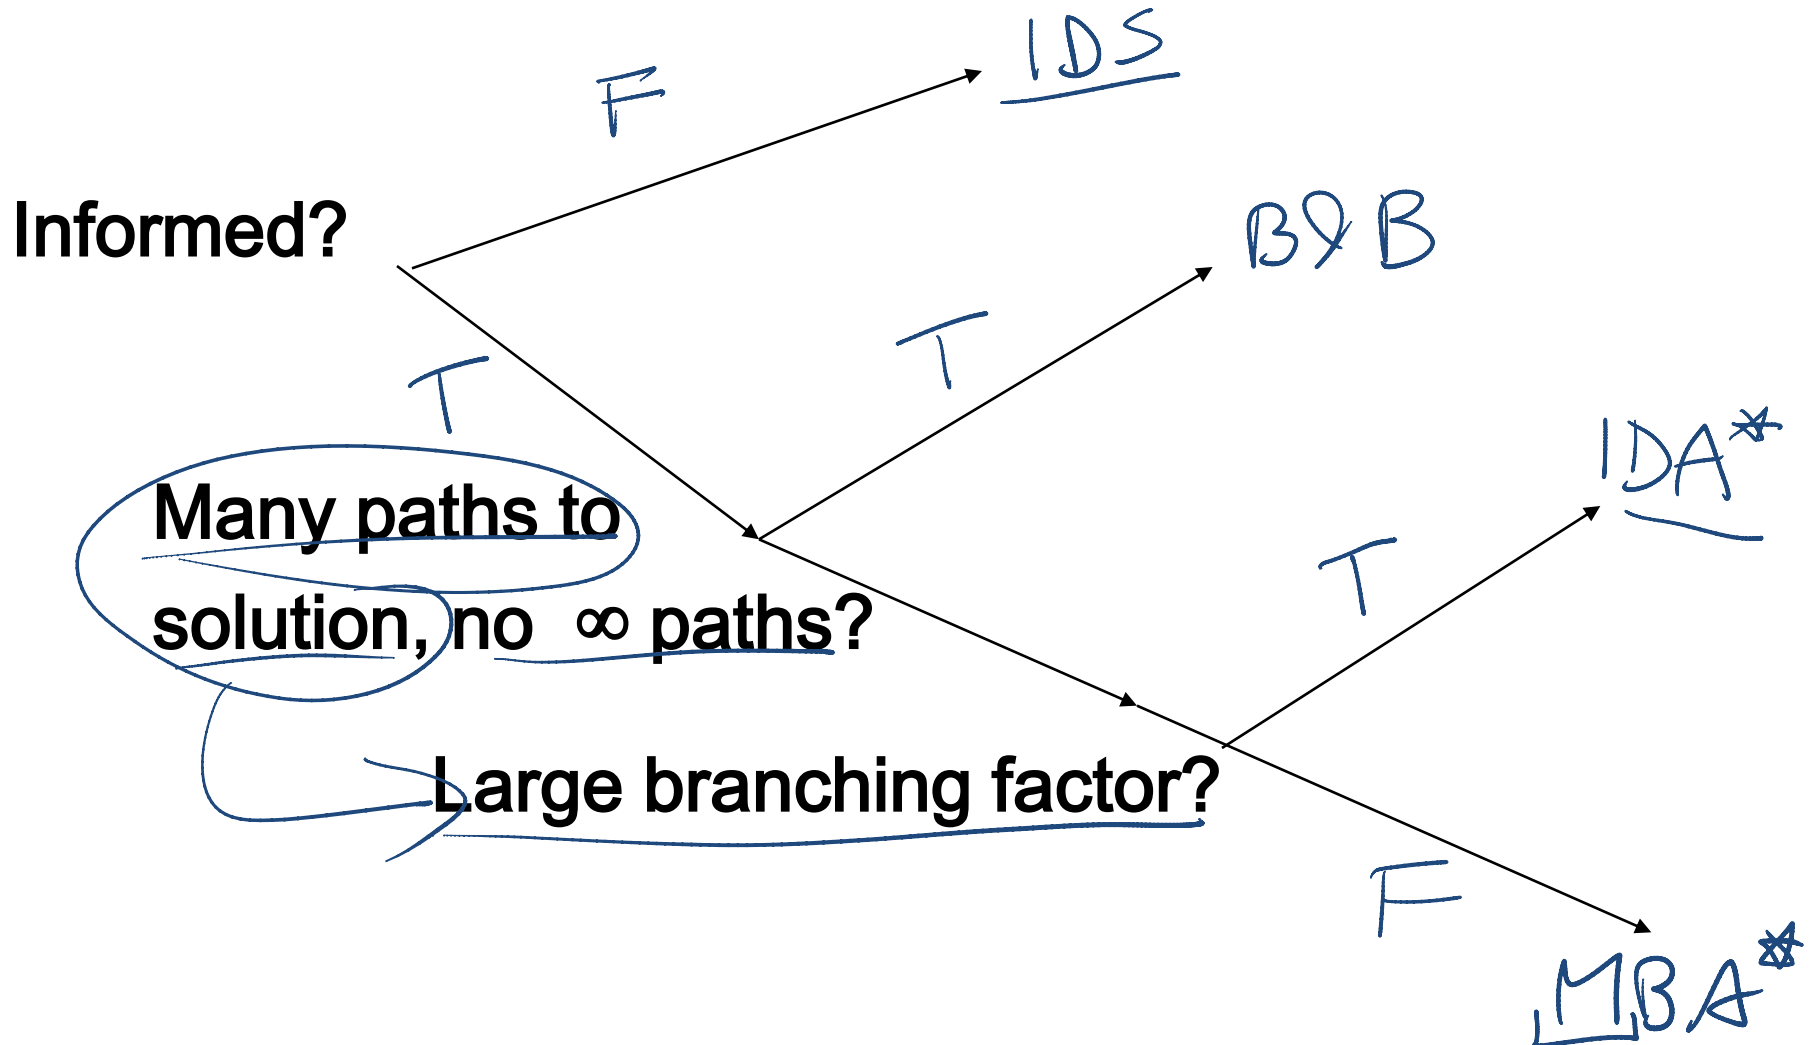 F
IDS
Informed?
B&B
T
T
IDA*
Many paths to
solution, no ∞ paths?
T
Large branching factor?
F
MBA*